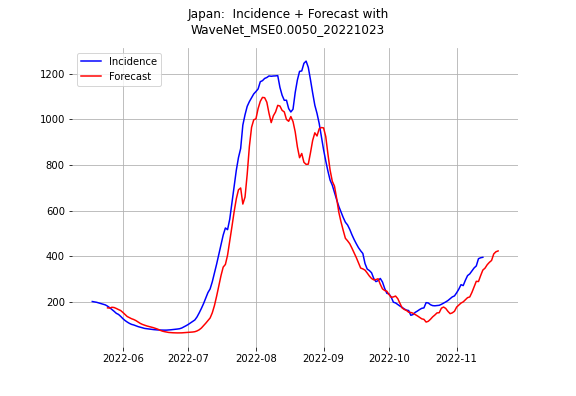 Japan:  Incidence + Forecast with
WaveNet_MSE0.0050_20221023
Incidence
Forecast
1200
1000
800
600
400
200
2022-06 2022-07 2022-08 2022-09 2022-10 2022-11